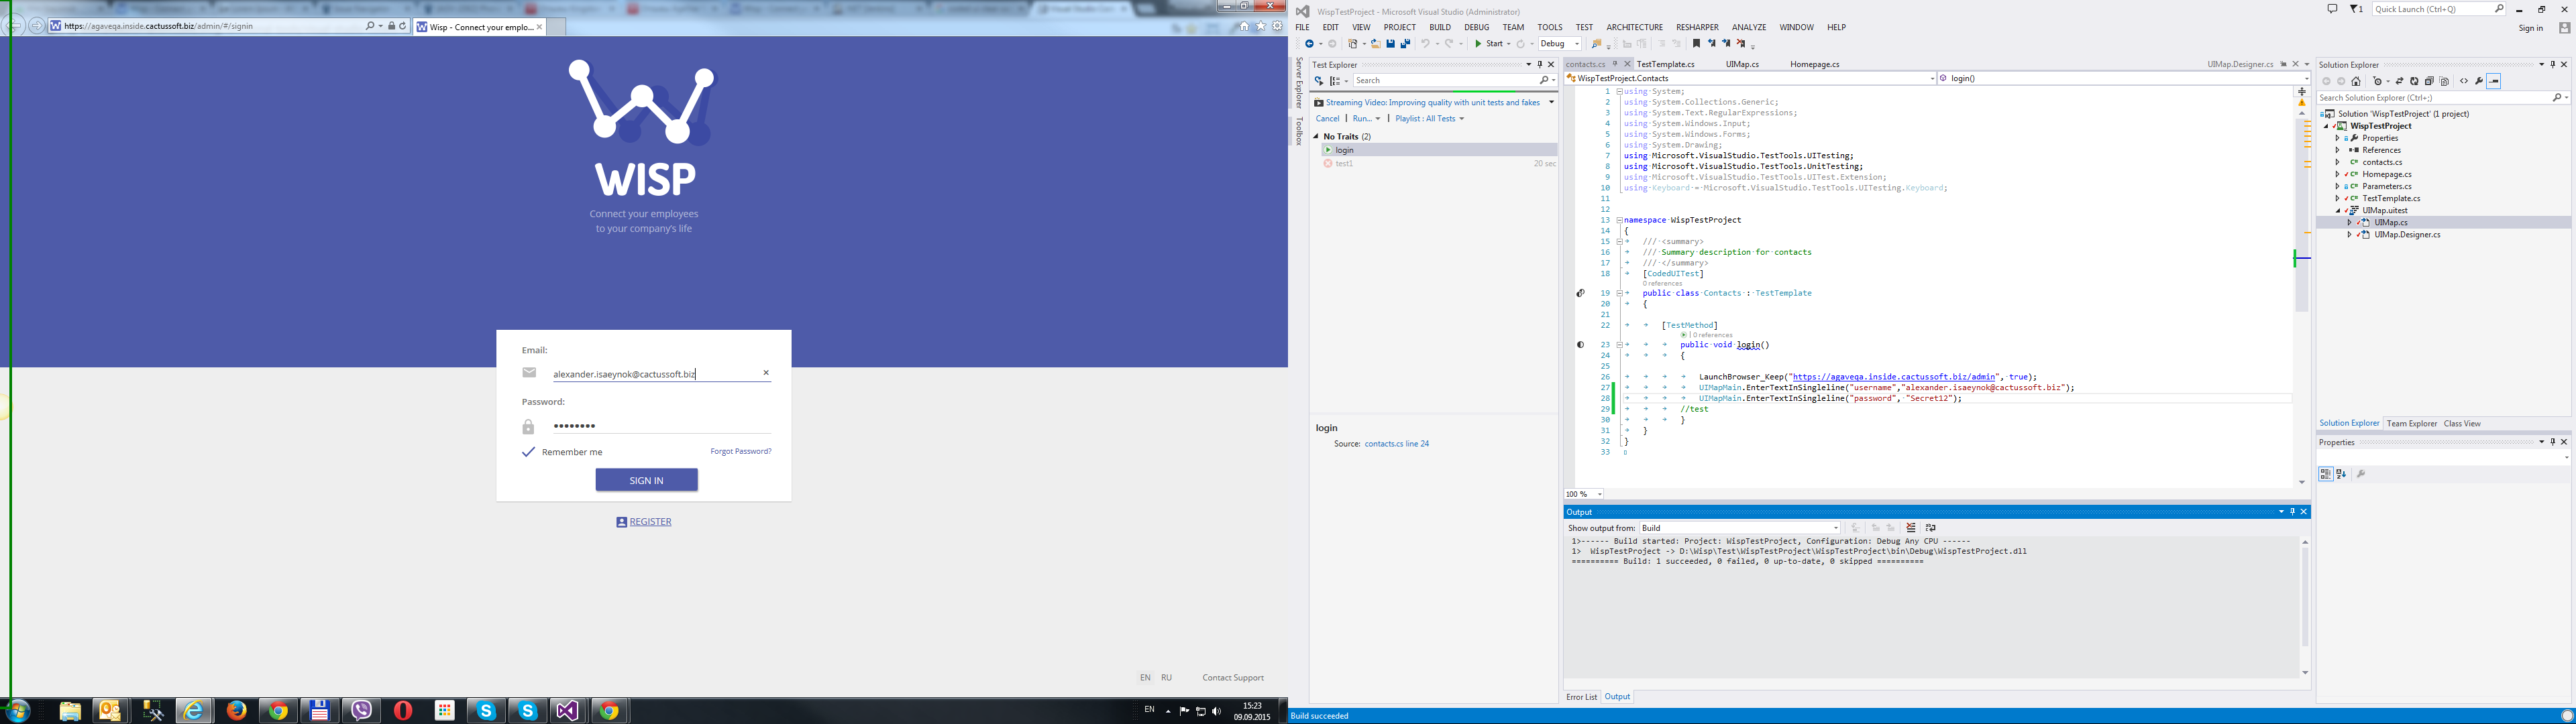 https://agaveqa.inside.cactussoft.biz/admin/#/signin
Wisp - Connect your emplo...
WISP
Connect your employees
to your company's life
Email:
alexander.isaeynok@cactussoft.biz
Password:
••••••••
Remember me
Forgot Password?
SIGN IN
REGISTER
EN RU Contact Support
EN
15:23
09.09.2015
WispTestProject - Microsoft Visual Studio (Administrator)
1
Quick Launch (Ctrl+Q)
FILE EDIT VIEW PROJECT BUILD DEBUG TEAM TOOLS TEST ARCHITECTURE RESHARPER ANALYZE WINDOW HELP
Sign in
Start
Debug
Server Explorer
Toolbox
Test Explorer
Search
Streaming Video: Improving quality with unit tests and fakes
Cancel | Run... | Playlist : All Tests
No Traits (2)
login
test1 20 sec
login
Source: contacts.cs line 24
contacts.cs TestTemplate.cs UIMap.cs Homepage.cs UIMap.Designer.cs
WispTestProject.Contacts login()
1 using System;
2 using System.Collections.Generic;
3 using System.Text.RegularExpressions;
4 using System.Windows.Input;
5 using System.Windows.Forms;
6 using System.Drawing;
7 using Microsoft.VisualStudio.TestTools.UITesting;
8 using Microsoft.VisualStudio.TestTools.UnitTesting;
9 using Microsoft.VisualStudio.TestTools.UITest.Extension;
10 using Keyboard = Microsoft.VisualStudio.TestTools.UITesting.Keyboard;
11
12
13 namespace WispTestProject
14 {
15 /// <summary>
16 /// Summary description for contacts
17 /// </summary>
18 [CodedUITest]
0 references
19 public class Contacts : TestTemplate
20 {
21
22 [TestMethod]
| 0 references
23 public void login()
24 {
25
26 LaunchBrowser_Keep("https://agaveqa.inside.cactussoft.biz/admin", true);
27 UIMapMain.EnterTextInSingleline("username","alexander.isaeynok@cactussoft.biz");
28 UIMapMain.EnterTextInSingleline("password", "Secret12");
29 //test
30 }
31 }
32 }
33
100 %
Output
Show output from: Build
1>------ Build started: Project: WispTestProject, Configuration: Debug Any CPU ------
1> WispTestProject -> D:\Wisp\Test\WispTestProject\WispTestProject\bin\Debug\WispTestProject.dll
========== Build: 1 succeeded, 0 failed, 0 up-to-date, 0 skipped ==========
Error List Output
Build succeeded
Solution Explorer
Search Solution Explorer (Ctrl+;)
Solution 'WispTestProject' (1 project)
WispTestProject
Properties
References
contacts.cs
Homepage.cs
Parameters.cs
TestTemplate.cs
UIMap.uitest
UIMap.cs
UIMap.Designer.cs
Solution Explorer Team Explorer Class View
Properties